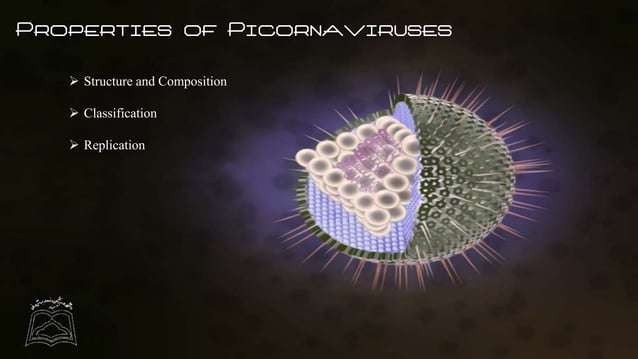 Properties of Picornaviruses
➢ Structure and Composition
➢ Classification
➢ Replication